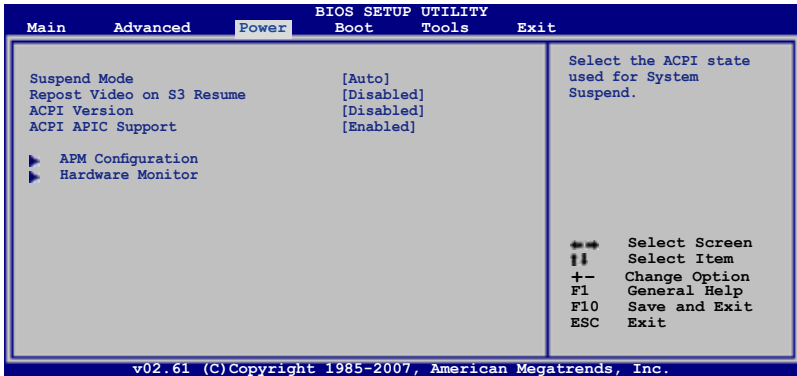 BIOS SETUP UTILITY
Main Advanced Power Boot Tools Exit
Suspend Mode [Auto]
Repost Video on S3 Resume [Disabled]
ACPI Version [Disabled]
ACPI APIC Support [Enabled]
APM Configuration
Hardware Monitor
Select the ACPI state
used for System
Suspend.
Select Screen
Select Item
+- Change Option
F1 General Help
F10 Save and Exit
ESC Exit
v02.61 (C)Copyright 1985-2007, American Megatrends, Inc.